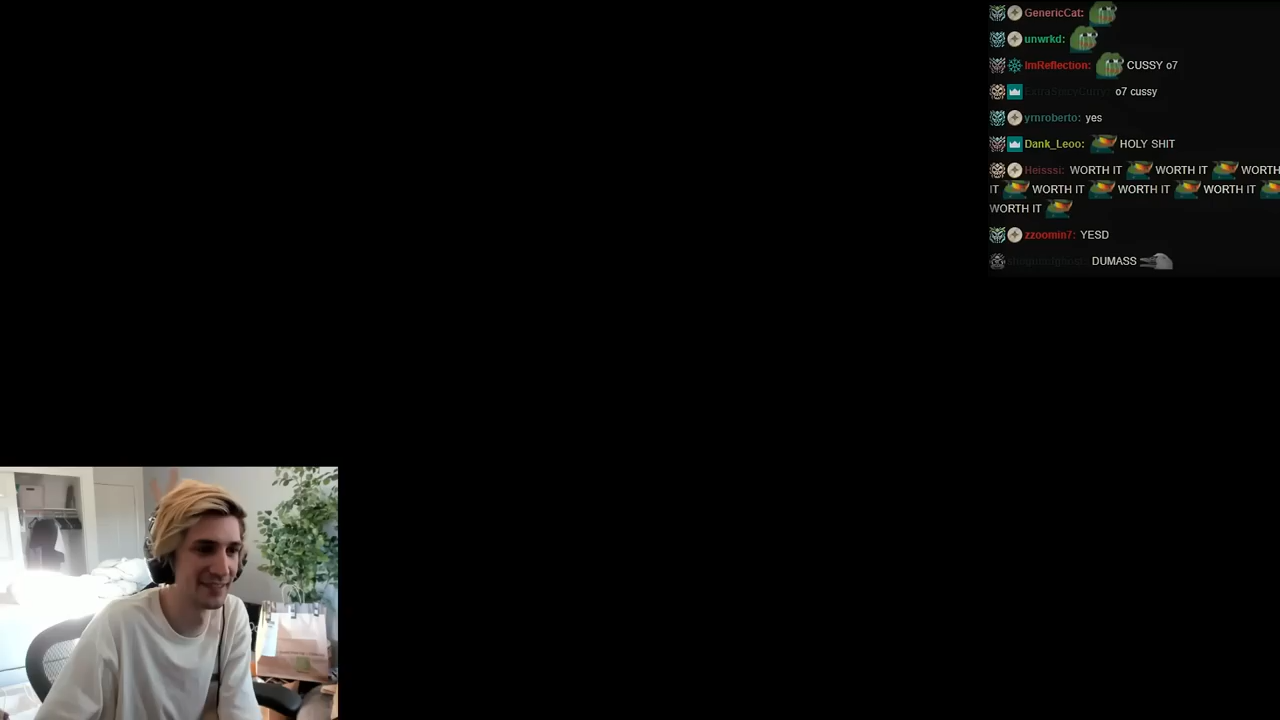 GenericCat:
unwrkd:
ImReflection: CUSSY o7
o7 cussy
yrnroberto: yes
Dank_Leoo: HOLY SHIT
Heisssi: WORTH IT WORTH IT WORTH
IT WORTH IT WORTH IT WORTH IT
WORTH IT
zzoomin7: YESD
DUMASS